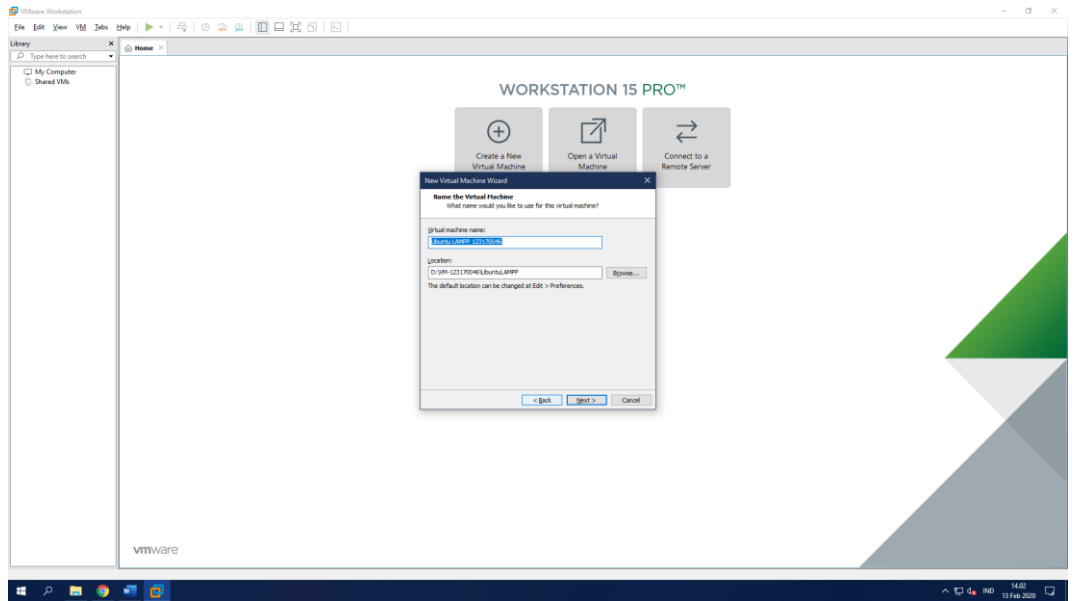 VMware Workstation
File Edit View VM Tabs Help
Library
Home
Type here to search
My Computer
Shared VMs
WORKSTATION 15 PRO™
Create a New
Virtual Machine
Open a Virtual
Machine
Connect to a
Remote Server
New Virtual Machine Wizard
Name the Virtual Machine
What name would you like to use for this virtual machine?
Virtual machine name:
Ubuntu LAMPP 123170046
Location:
D:\VM-123170046\UbuntuLAMPP
Browse...
The default location can be changed at Edit > Preferences.
< Back
Next >
Cancel
vmware
IND
14.02
13 Feb 2020